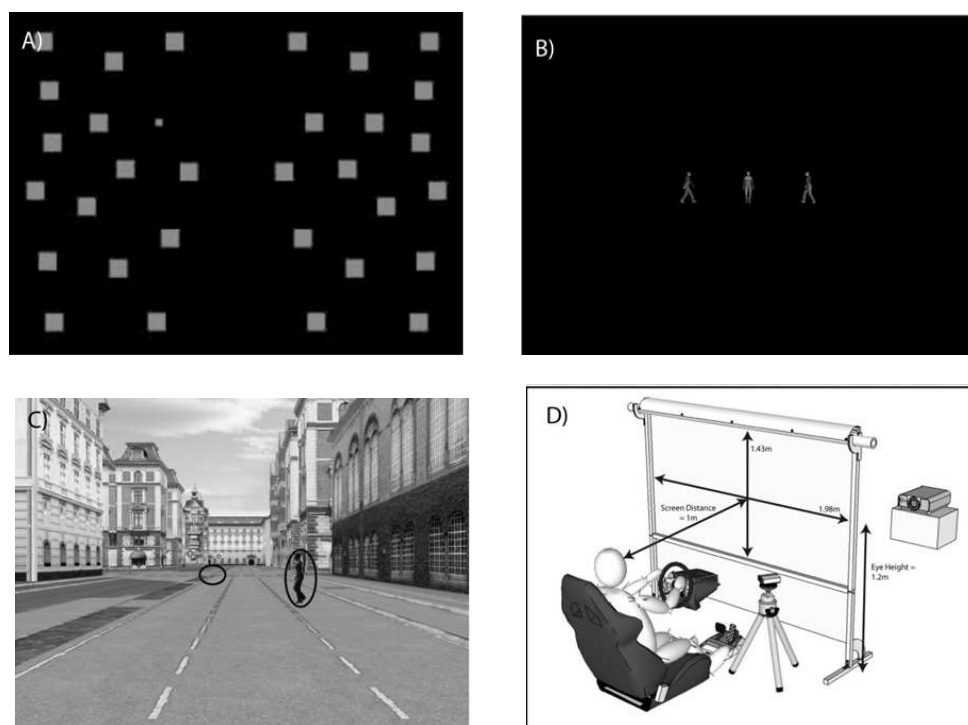 A)
B)
C)
D)
1.43m
1.98m
Screen Distance
= 1m
Eye Height =
1.2m